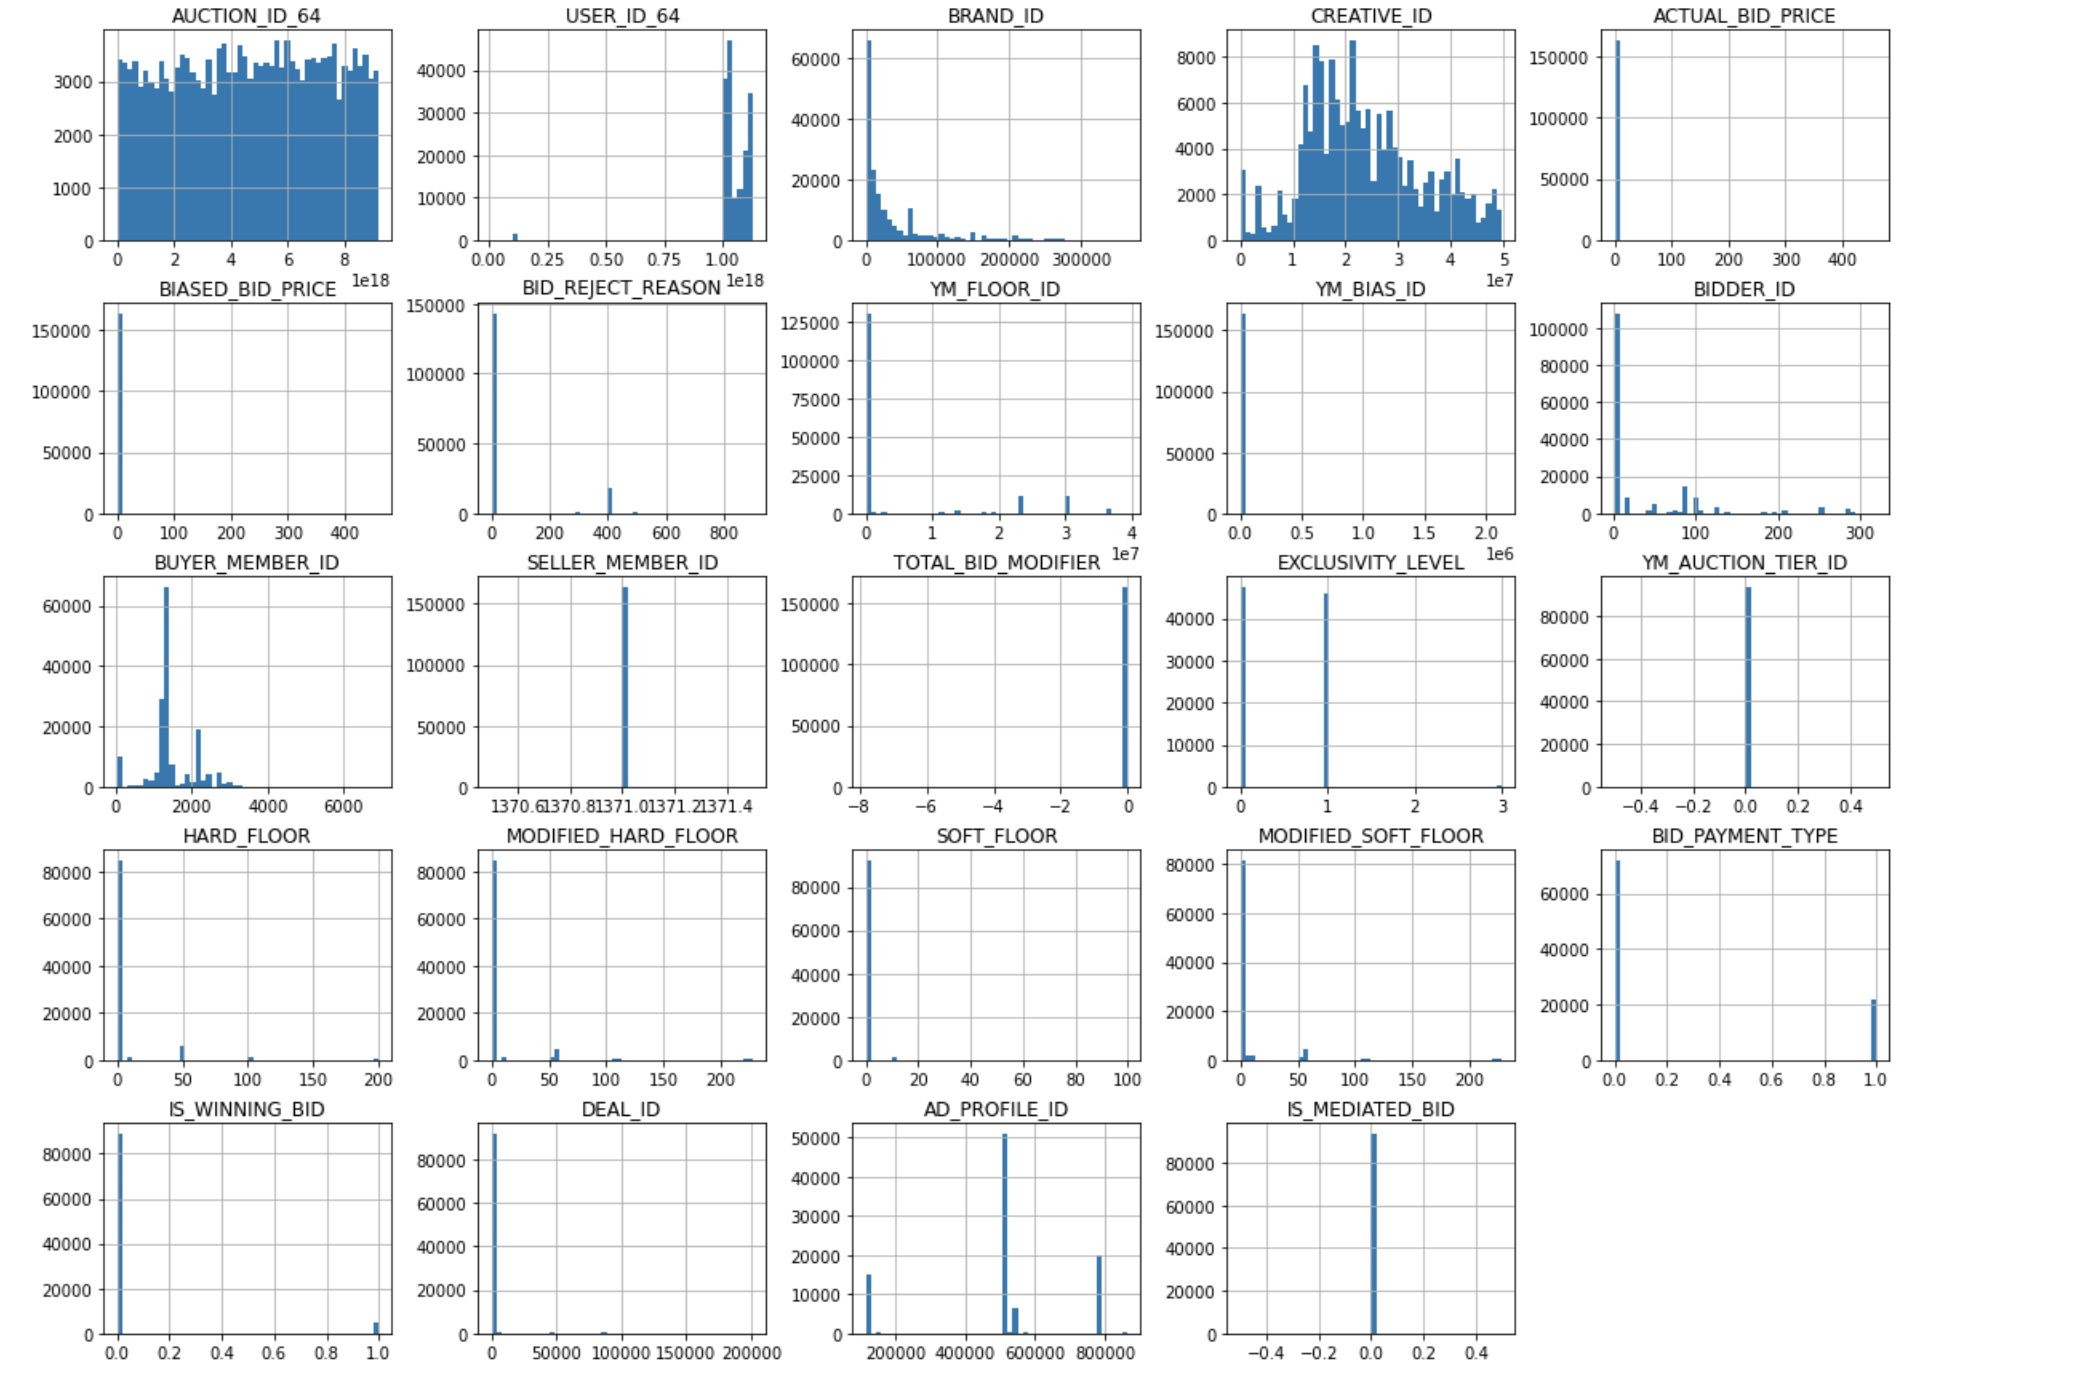 AUCTION_ID_64 USER_ID_64 BRAND_ID CREATIVE_ID ACTUAL_BID_PRICE
3000 2000 1000 0
0 2 4 6 8
1e18
40000 30000 20000 10000 0
0.00 0.25 0.50 0.75 1.00
1e18
60000 40000 20000 0
0 100000 200000 300000
8000 6000 4000 2000 0
0 1 2 3 4 5
1e7
150000 100000 50000 0
0 100 200 300 400
BIASED_BID_PRICE BID_REJECT_REASON YM_FLOOR_ID YM_BIAS_ID BIDDER_ID
150000 100000 50000 0
0 100 200 300 400
150000 100000 50000 0
0 200 400 600 800
125000 100000 75000 50000 25000 0
0 1 2 3 4
1e7
150000 100000 50000 0
0.0 0.5 1.0 1.5 2.0
1e6
100000 80000 60000 40000 20000 0
0 100 200 300
BUYER_MEMBER_ID SELLER_MEMBER_ID TOTAL_BID_MODIFIER EXCLUSIVITY_LEVEL YM_AUCTION_TIER_ID
60000 40000 20000 0
0 2000 4000 6000
150000 100000 50000 0
1370.6 1370.8 1371.0 1371.2 1371.4
150000 100000 50000 0
−8 −6 −4 −2 0
40000 30000 20000 10000 0
0 1 2 3
80000 60000 40000 20000 0
−0.4 −0.2 0.0 0.2 0.4
HARD_FLOOR MODIFIED_HARD_FLOOR SOFT_FLOOR MODIFIED_SOFT_FLOOR BID_PAYMENT_TYPE
80000 60000 40000 20000 0
0 50 100 150 200
80000 60000 40000 20000 0
0 50 100 150 200
80000 60000 40000 20000 0
0 20 40 60 80 100
80000 60000 40000 20000 0
0 50 100 150 200
60000 40000 20000 0
0.0 0.2 0.4 0.6 0.8 1.0
IS_WINNING_BID DEAL_ID AD_PROFILE_ID IS_MEDIATED_BID
80000 60000 40000 20000 0
0.0 0.2 0.4 0.6 0.8 1.0
80000 60000 40000 20000 0
0 50000 100000 150000 200000
50000 40000 30000 20000 10000 0
200000 400000 600000 800000
80000 60000 40000 20000 0
−0.4 −0.2 0.0 0.2 0.4